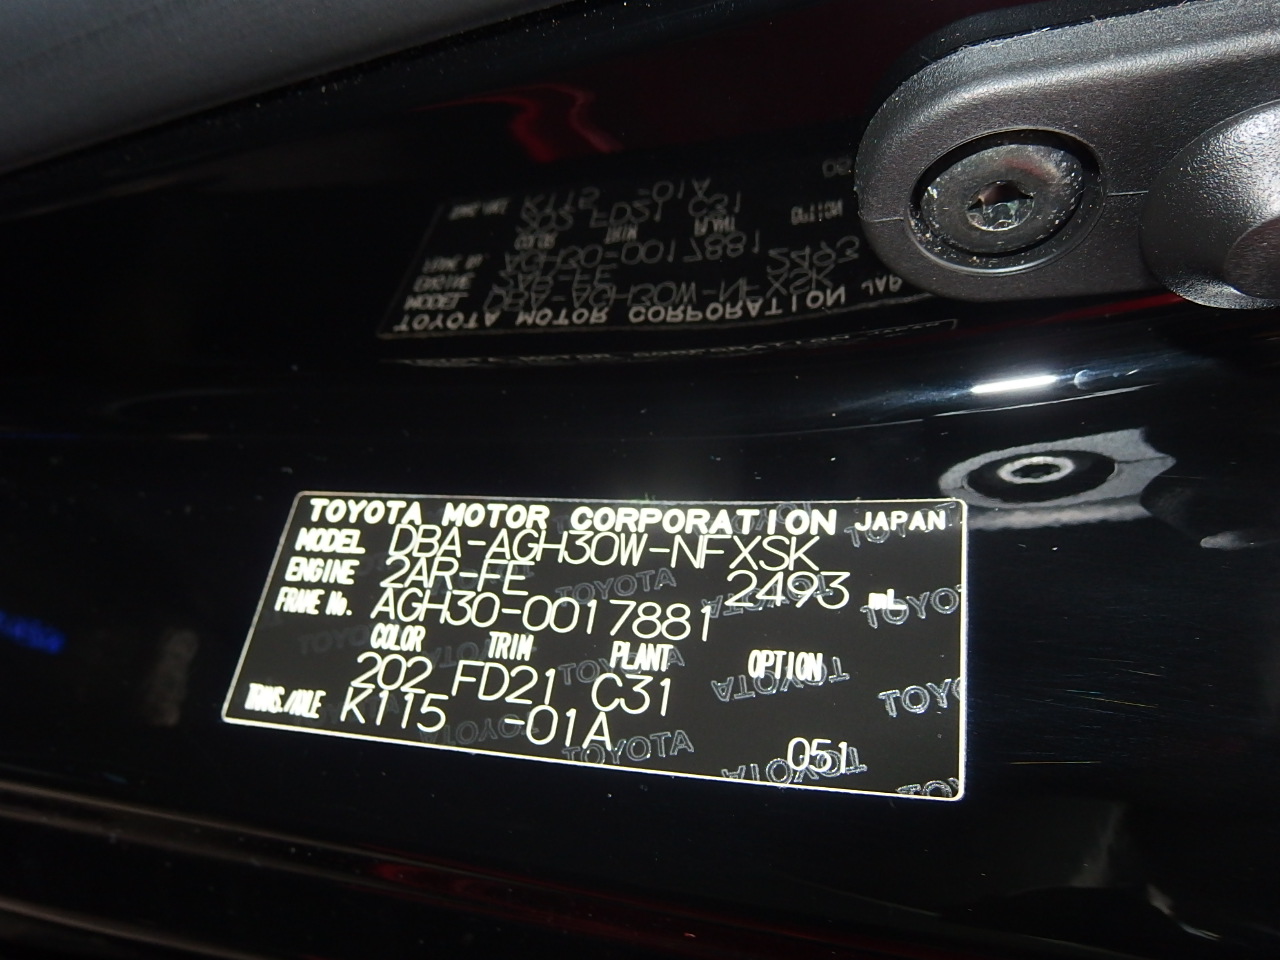 TOYOTA MOTOR CORPORATION JAPAN
MODEL DBA-AGH30W-NFXSK
ENGINE 2AR-FE 2493 mL
FRAME No. AGH30-0017881
COLOR TRIM PLANT OPTION
202 FD21 C31
TRANS./AXLE K115 -01A
051